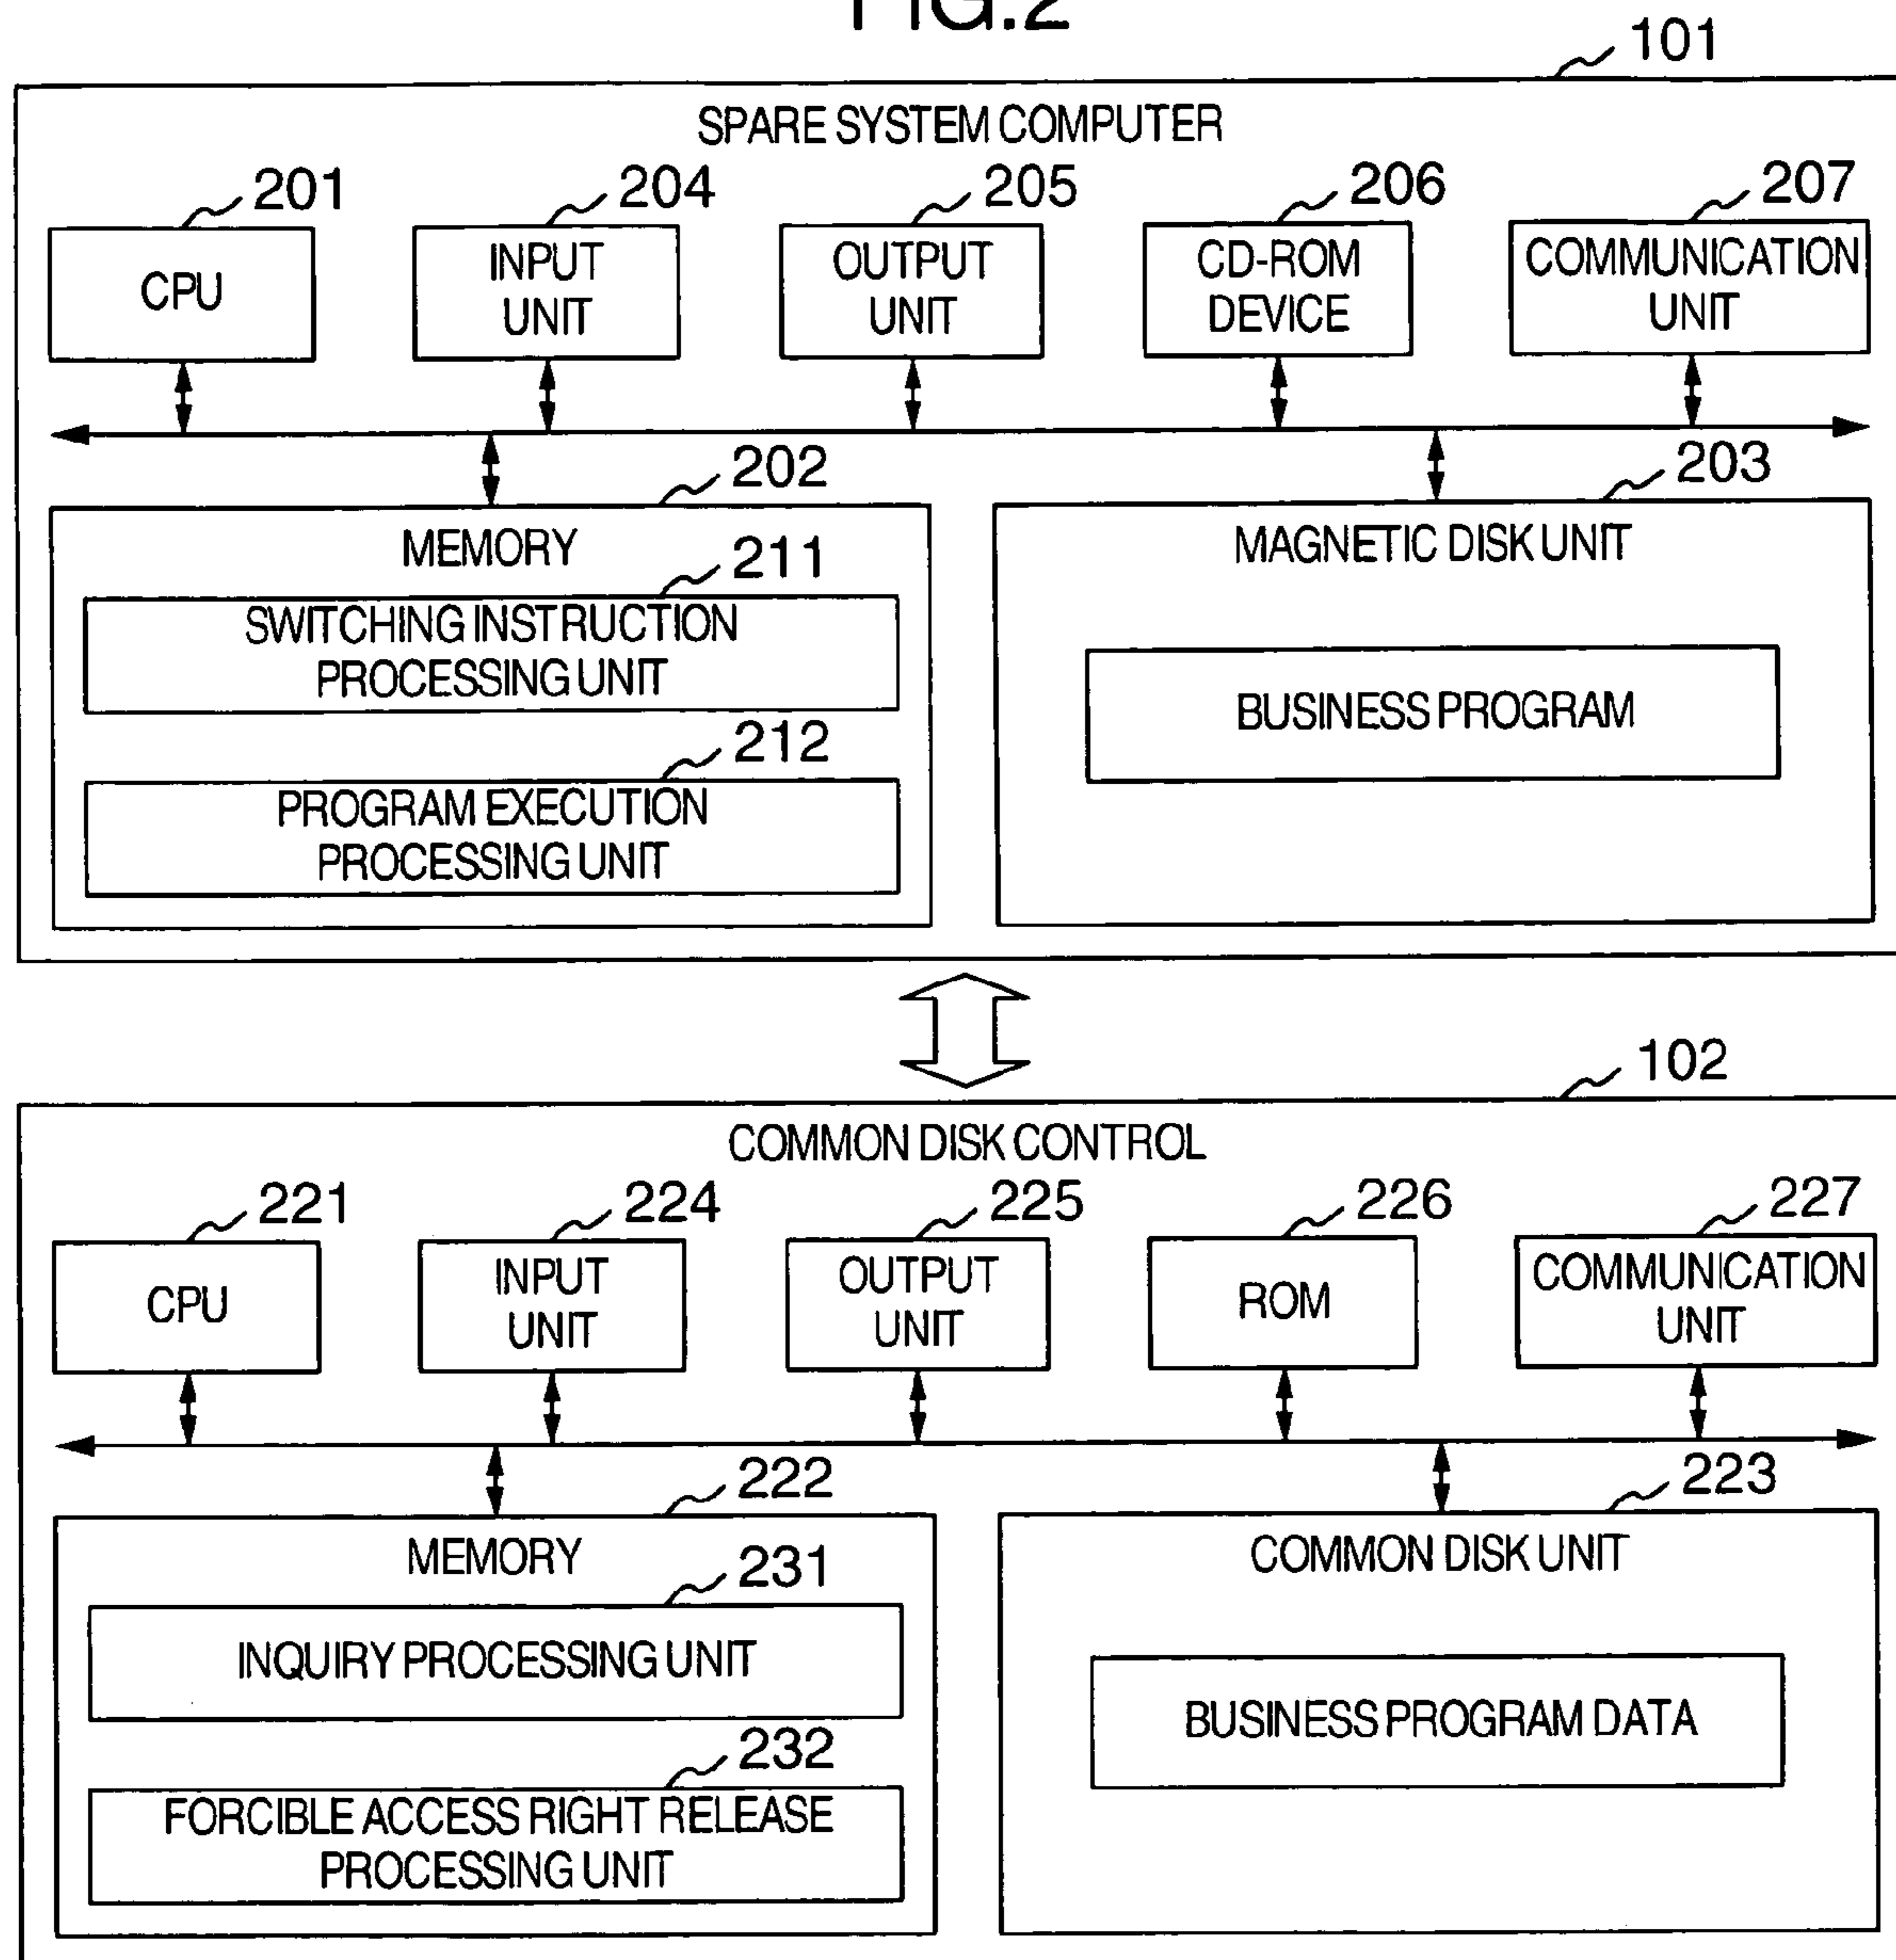 FIG.2
101
SPARE SYSTEM COMPUTER
201
204
205
206
207
CPU
INPUT
UNIT
OUTPUT
UNIT
CD-ROM
DEVICE
COMMUNICATION
UNIT
202
203
MEMORY
MAGNETIC DISK UNIT
211
SWITCHING INSTRUCTION
PROCESSING UNIT
BUSINESS PROGRAM
212
PROGRAM EXECUTION
PROCESSING UNIT
102
COMMON DISK CONTROL
221
224
225
226
227
CPU
INPUT
UNIT
OUTPUT
UNIT
ROM
COMMUNICATION
UNIT
222
223
MEMORY
COMMON DISK UNIT
231
INQUIRY PROCESSING UNIT
BUSINESS PROGRAM DATA
232
FORCIBLE ACCESS RIGHT RELEASE
PROCESSING UNIT